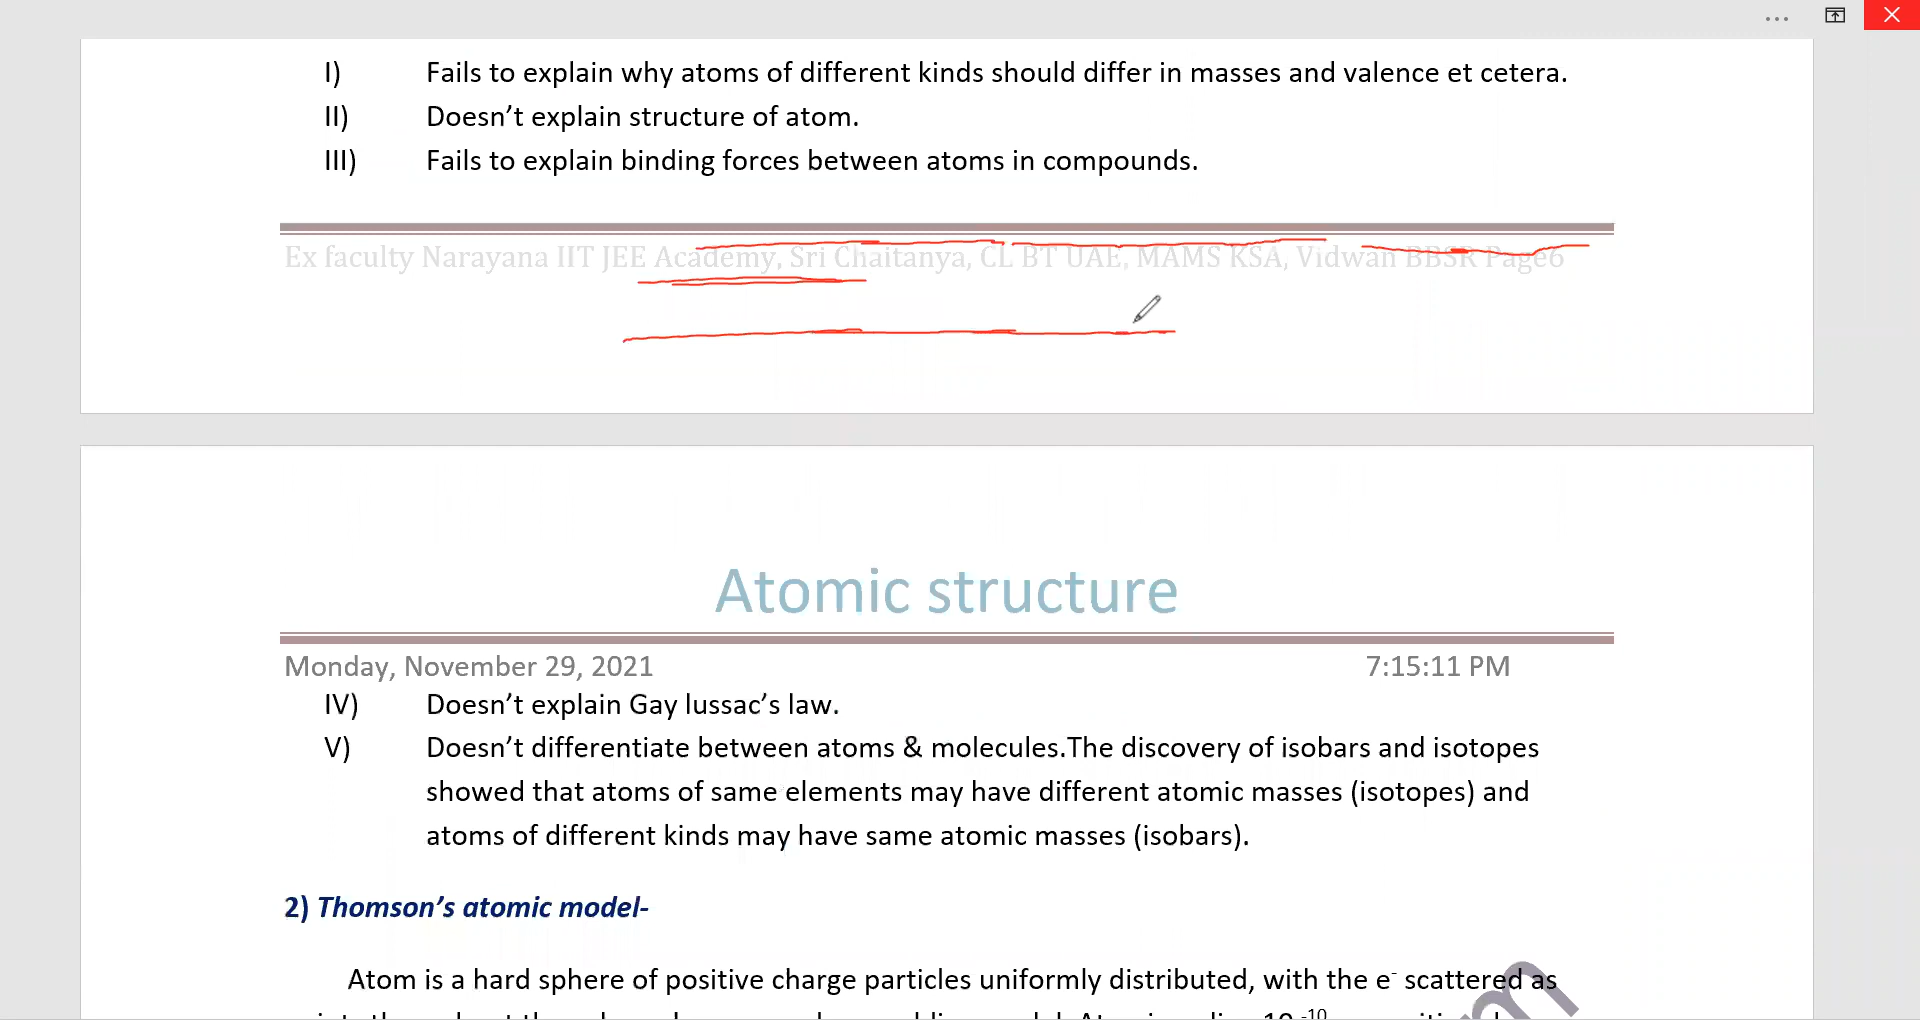 I) Fails to explain why atoms of different kinds should differ in masses and valence et cetera.
II) Doesn’t explain structure of atom.
III) Fails to explain binding forces between atoms in compounds.
Ex faculty Narayana IIT JEE Academy, Sri Chaitanya, CL BT UAE, MAMS KSA, Vidwan BBSR Page6
Atomic structure
Monday, November 29, 2021 7:15:11 PM
IV) Doesn’t explain Gay lussac’s law.
V) Doesn’t differentiate between atoms & molecules.The discovery of isobars and isotopes
showed that atoms of same elements may have different atomic masses (isotopes) and
atoms of different kinds may have same atomic masses (isobars).
2) Thomson’s atomic model-
Atom is a hard sphere of positive charge particles uniformly distributed, with the e⁻ scattered as